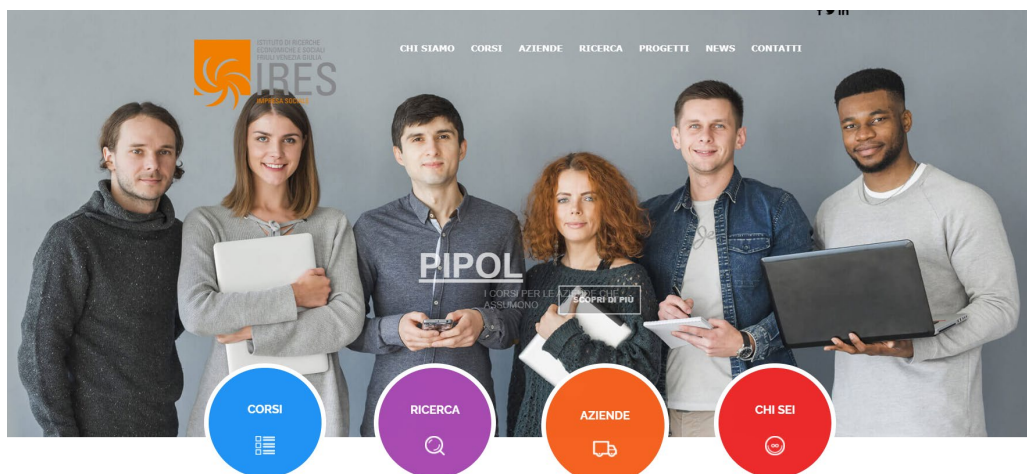 CHI SIAMO CORSI AZIENDE RICERCA PROGETTI NEWS CONTATTI
ISTITUTO DI RICERCHE
ECONOMICHE E SOCIALI
FRIULI VENEZIA GIULIA
IRES
IMPRESA SOCIALE
PIPOL
I CORSI PER LE AZIENDE CHE
ASSUMONO
SCOPRI DI PIÙ
CORSI
RICERCA
AZIENDE
CHI SEI